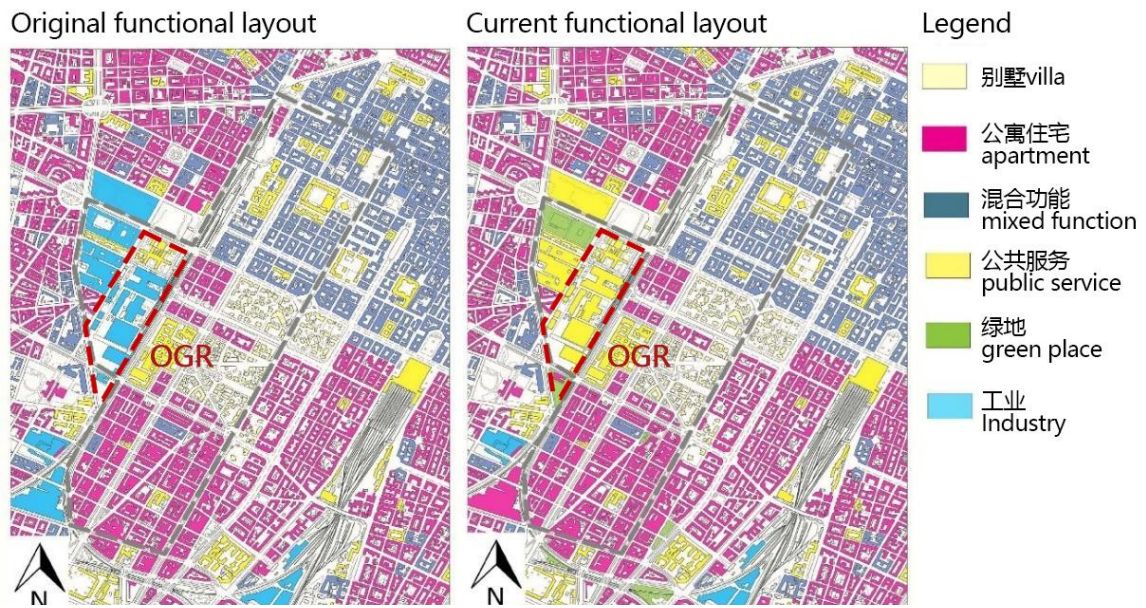 Original functional layout
Current functional layout
Legend
别墅villa
公寓住宅
apartment
混合功能
mixed function
公共服务
public service
绿地
green place
工业
Industry
OGR
OGR
N
N